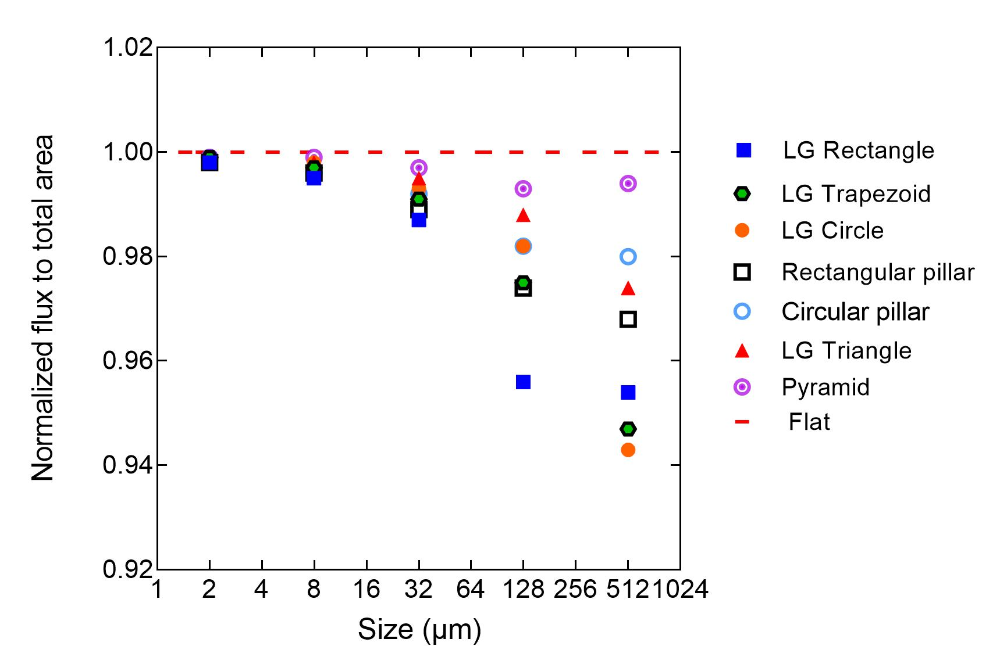 1.02
1.00
0.98
0.96
0.94
0.92
Normalized flux to total area
1 2 4 8 16 32 64 128 256 512 1024
Size (µm)
LG Rectangle
LG Trapezoid
LG Circle
Rectangular pillar
Circular pillar
LG Triangle
Pyramid
Flat